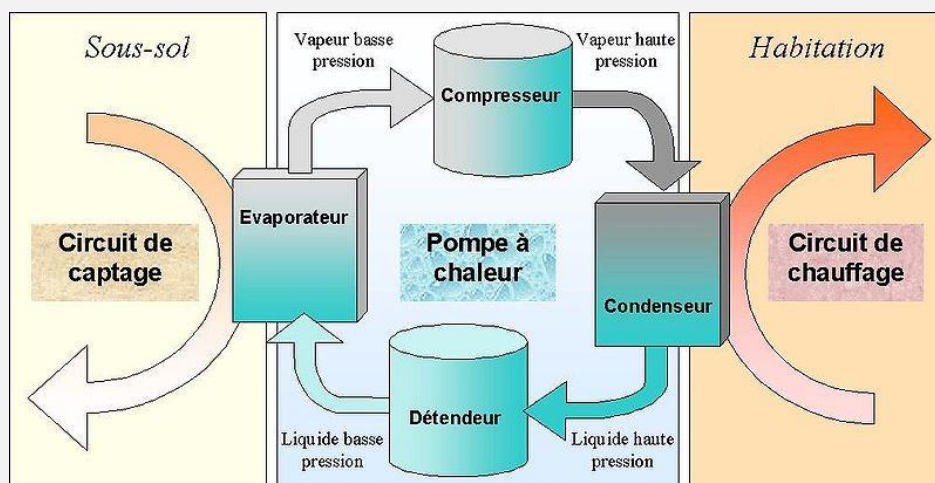 Sous-sol
Vapeur basse
pression
Compresseur
Vapeur haute
pression
Habitation
Evaporateur
Circuit de
captage
Pompe à
chaleur
Condenseur
Circuit de
chauffage
Liquide basse
pression
Détendeur
Liquide haute
pression